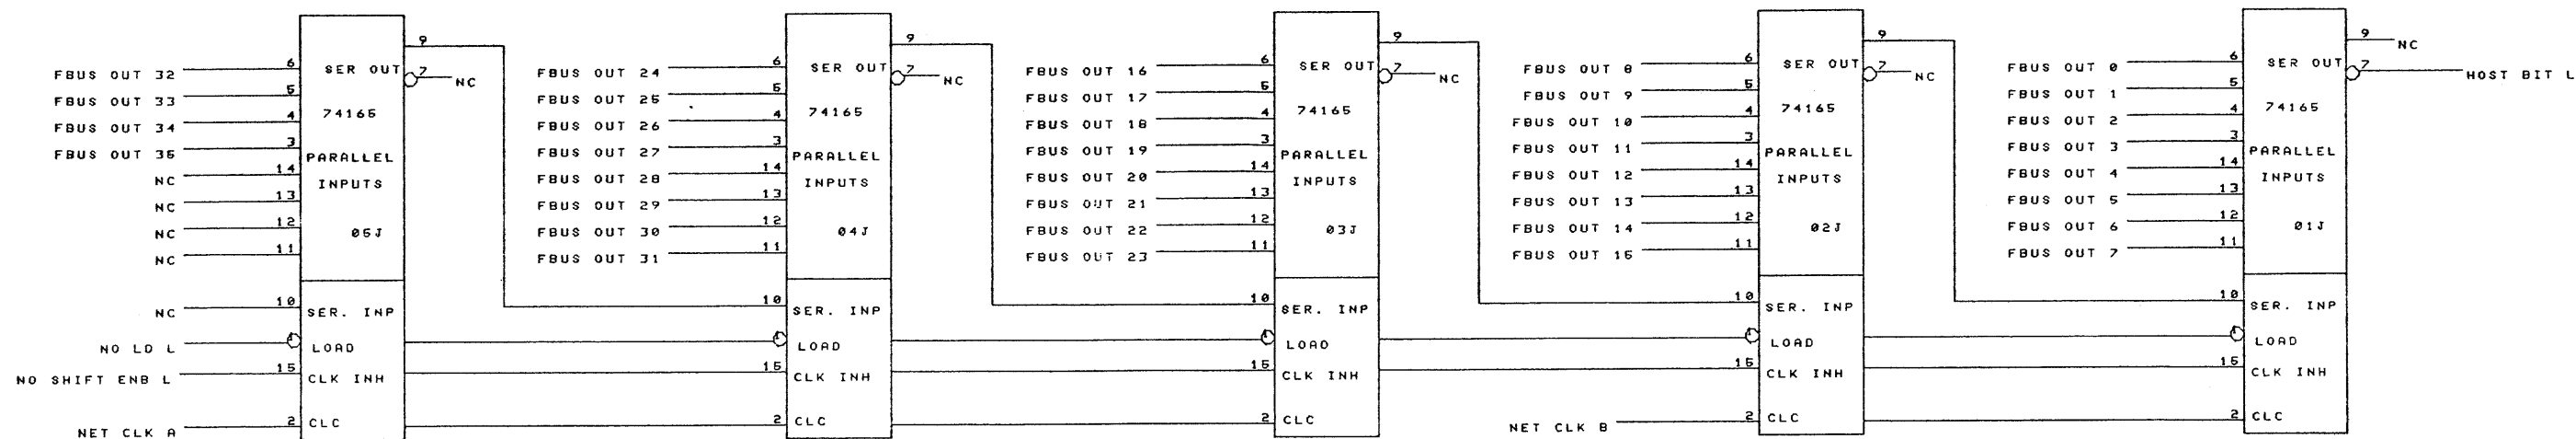 FBUS OUT 32
FBUS OUT 33
FBUS OUT 34
FBUS OUT 35
NC
NC
NC
NC
NC
NO LD L
NO SHIFT ENB L
NET CLK A
6
5
4
3
14
13
12
11
10
1
15
2
SER OUT
74165
PARALLEL
INPUTS
05J
SER. INP
LOAD
CLK INH
CLC
9
7
NC
FBUS OUT 24
FBUS OUT 25
FBUS OUT 26
FBUS OUT 27
FBUS OUT 28
FBUS OUT 29
FBUS OUT 30
FBUS OUT 31
6
5
4
3
14
13
12
11
10
1
15
2
SER OUT
74165
PARALLEL
INPUTS
04J
SER. INP
LOAD
CLK INH
CLC
9
7
NC
FBUS OUT 16
FBUS OUT 17
FBUS OUT 18
FBUS OUT 19
FBUS OUT 20
FBUS OUT 21
FBUS OUT 22
FBUS OUT 23
6
5
4
3
14
13
12
11
10
1
15
2
SER OUT
74165
PARALLEL
INPUTS
03J
SER. INP
LOAD
CLK INH
CLC
9
7
NC
FBUS OUT 8
FBUS OUT 9
FBUS OUT 10
FBUS OUT 11
FBUS OUT 12
FBUS OUT 13
FBUS OUT 14
FBUS OUT 15
NET CLK B
6
5
4
3
14
13
12
11
10
1
15
2
SER OUT
74165
PARALLEL
INPUTS
02J
SER. INP
LOAD
CLK INH
CLC
9
7
NC
FBUS OUT 0
FBUS OUT 1
FBUS OUT 2
FBUS OUT 3
FBUS OUT 4
FBUS OUT 5
FBUS OUT 6
FBUS OUT 7
6
5
4
3
14
13
12
11
10
1
15
2
SER OUT
74165
PARALLEL
INPUTS
01J
SER. INP
LOAD
CLK INH
CLC
9
NC
7
HOST BIT L